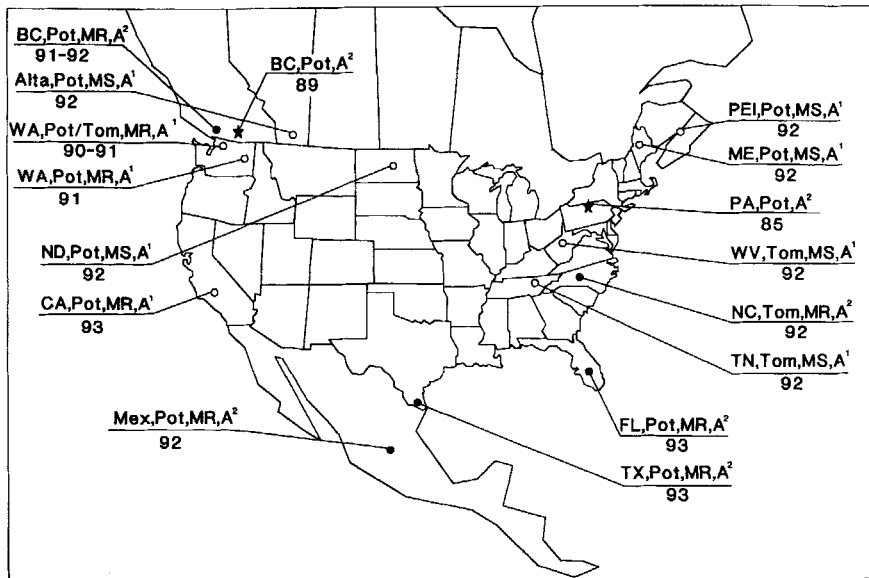 BC,Pot,MR,A²
91-92
BC,Pot,A²
89
Alta,Pot,MS,A¹
92
WA,Pot/Tom,MR,A¹
90-91
WA,Pot,MR,A¹
91
ND,Pot,MS,A¹
92
CA,Pot,MR,A¹
93
Mex,Pot,MR,A²
92
PEI,Pot,MS,A¹
92
ME,Pot,MS,A¹
92
PA,Pot,A²
85
WV,Tom,MS,A¹
92
NC,Tom,MR,A²
92
TN,Tom,MS,A¹
92
FL,Pot,MR,A²
93
TX,Pot,MR,A²
93